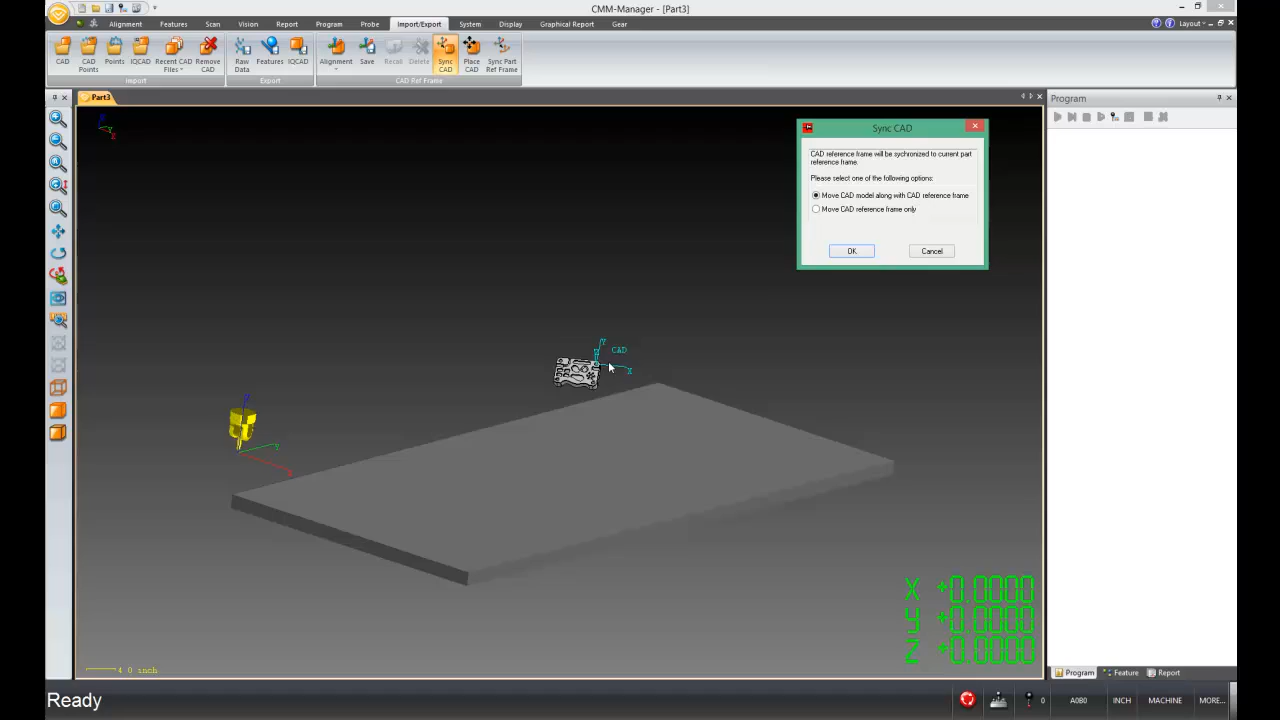 CMM-Manager - [Part3]
Alignment Features Scan Vision Report Program Probe Import/Export System Display Graphical Report Gear Layout
CAD
CAD Points
Points
IQCAD
Recent CAD Files
Remove CAD
Raw Data
Features
IQCAD
Alignment
Save
Recall
Delete
Sync CAD
Place CAD
Sync Part Ref Frame
Import
Export
CAD Ref Frame
Part3
Program
Sync CAD
CAD reference frame will be sychronized to current part
reference frame.
Please select one of the following options:
Move CAD model along with CAD reference frame
Move CAD reference frame only
OK Cancel
Y
CAD
X
Y
X
X +0.0000
Y +0.0000
Z +0.0000
4.0 inch
Program Feature Report
Ready
0 A0B0 INCH MACHINE MORE...